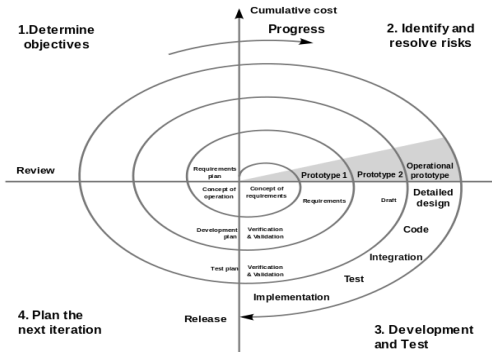 Cumulative cost
1.Determine
objectives
Progress
2. Identify and
resolve risks
Review
Requirements
plan
Prototype 1
Prototype 2
Operational
prototype
Concept of
operation
Concept of
requirements
Requirements
Draft
Detailed
design
Development
plan
Verification
& Validation
Code
Test plan
Verification
& Validation
Integration
Test
Implementation
Release
4. Plan the
next iteration
3. Development
and Test